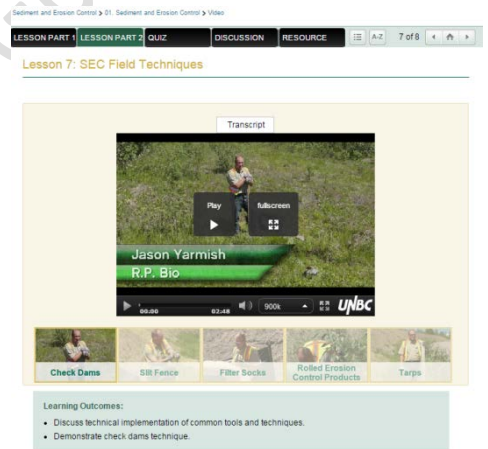 Sediment and Erosion Control > 01. Sediment and Erosion Control > Video
LESSON PART 1 LESSON PART 2 QUIZ DISCUSSION RESOURCE A-Z 7 of 8
Lesson 7: SEC Field Techniques
Transcript
Play fullscreen
Jason Yarmish
R.P. Bio
00:00 02:48 900k UNBC
Check Dams Silt Fence Filter Socks Rolled Erosion Control Products Tarps
Learning Outcomes:
• Discuss technical implementation of common tools and techniques.
• Demonstrate check dams technique.